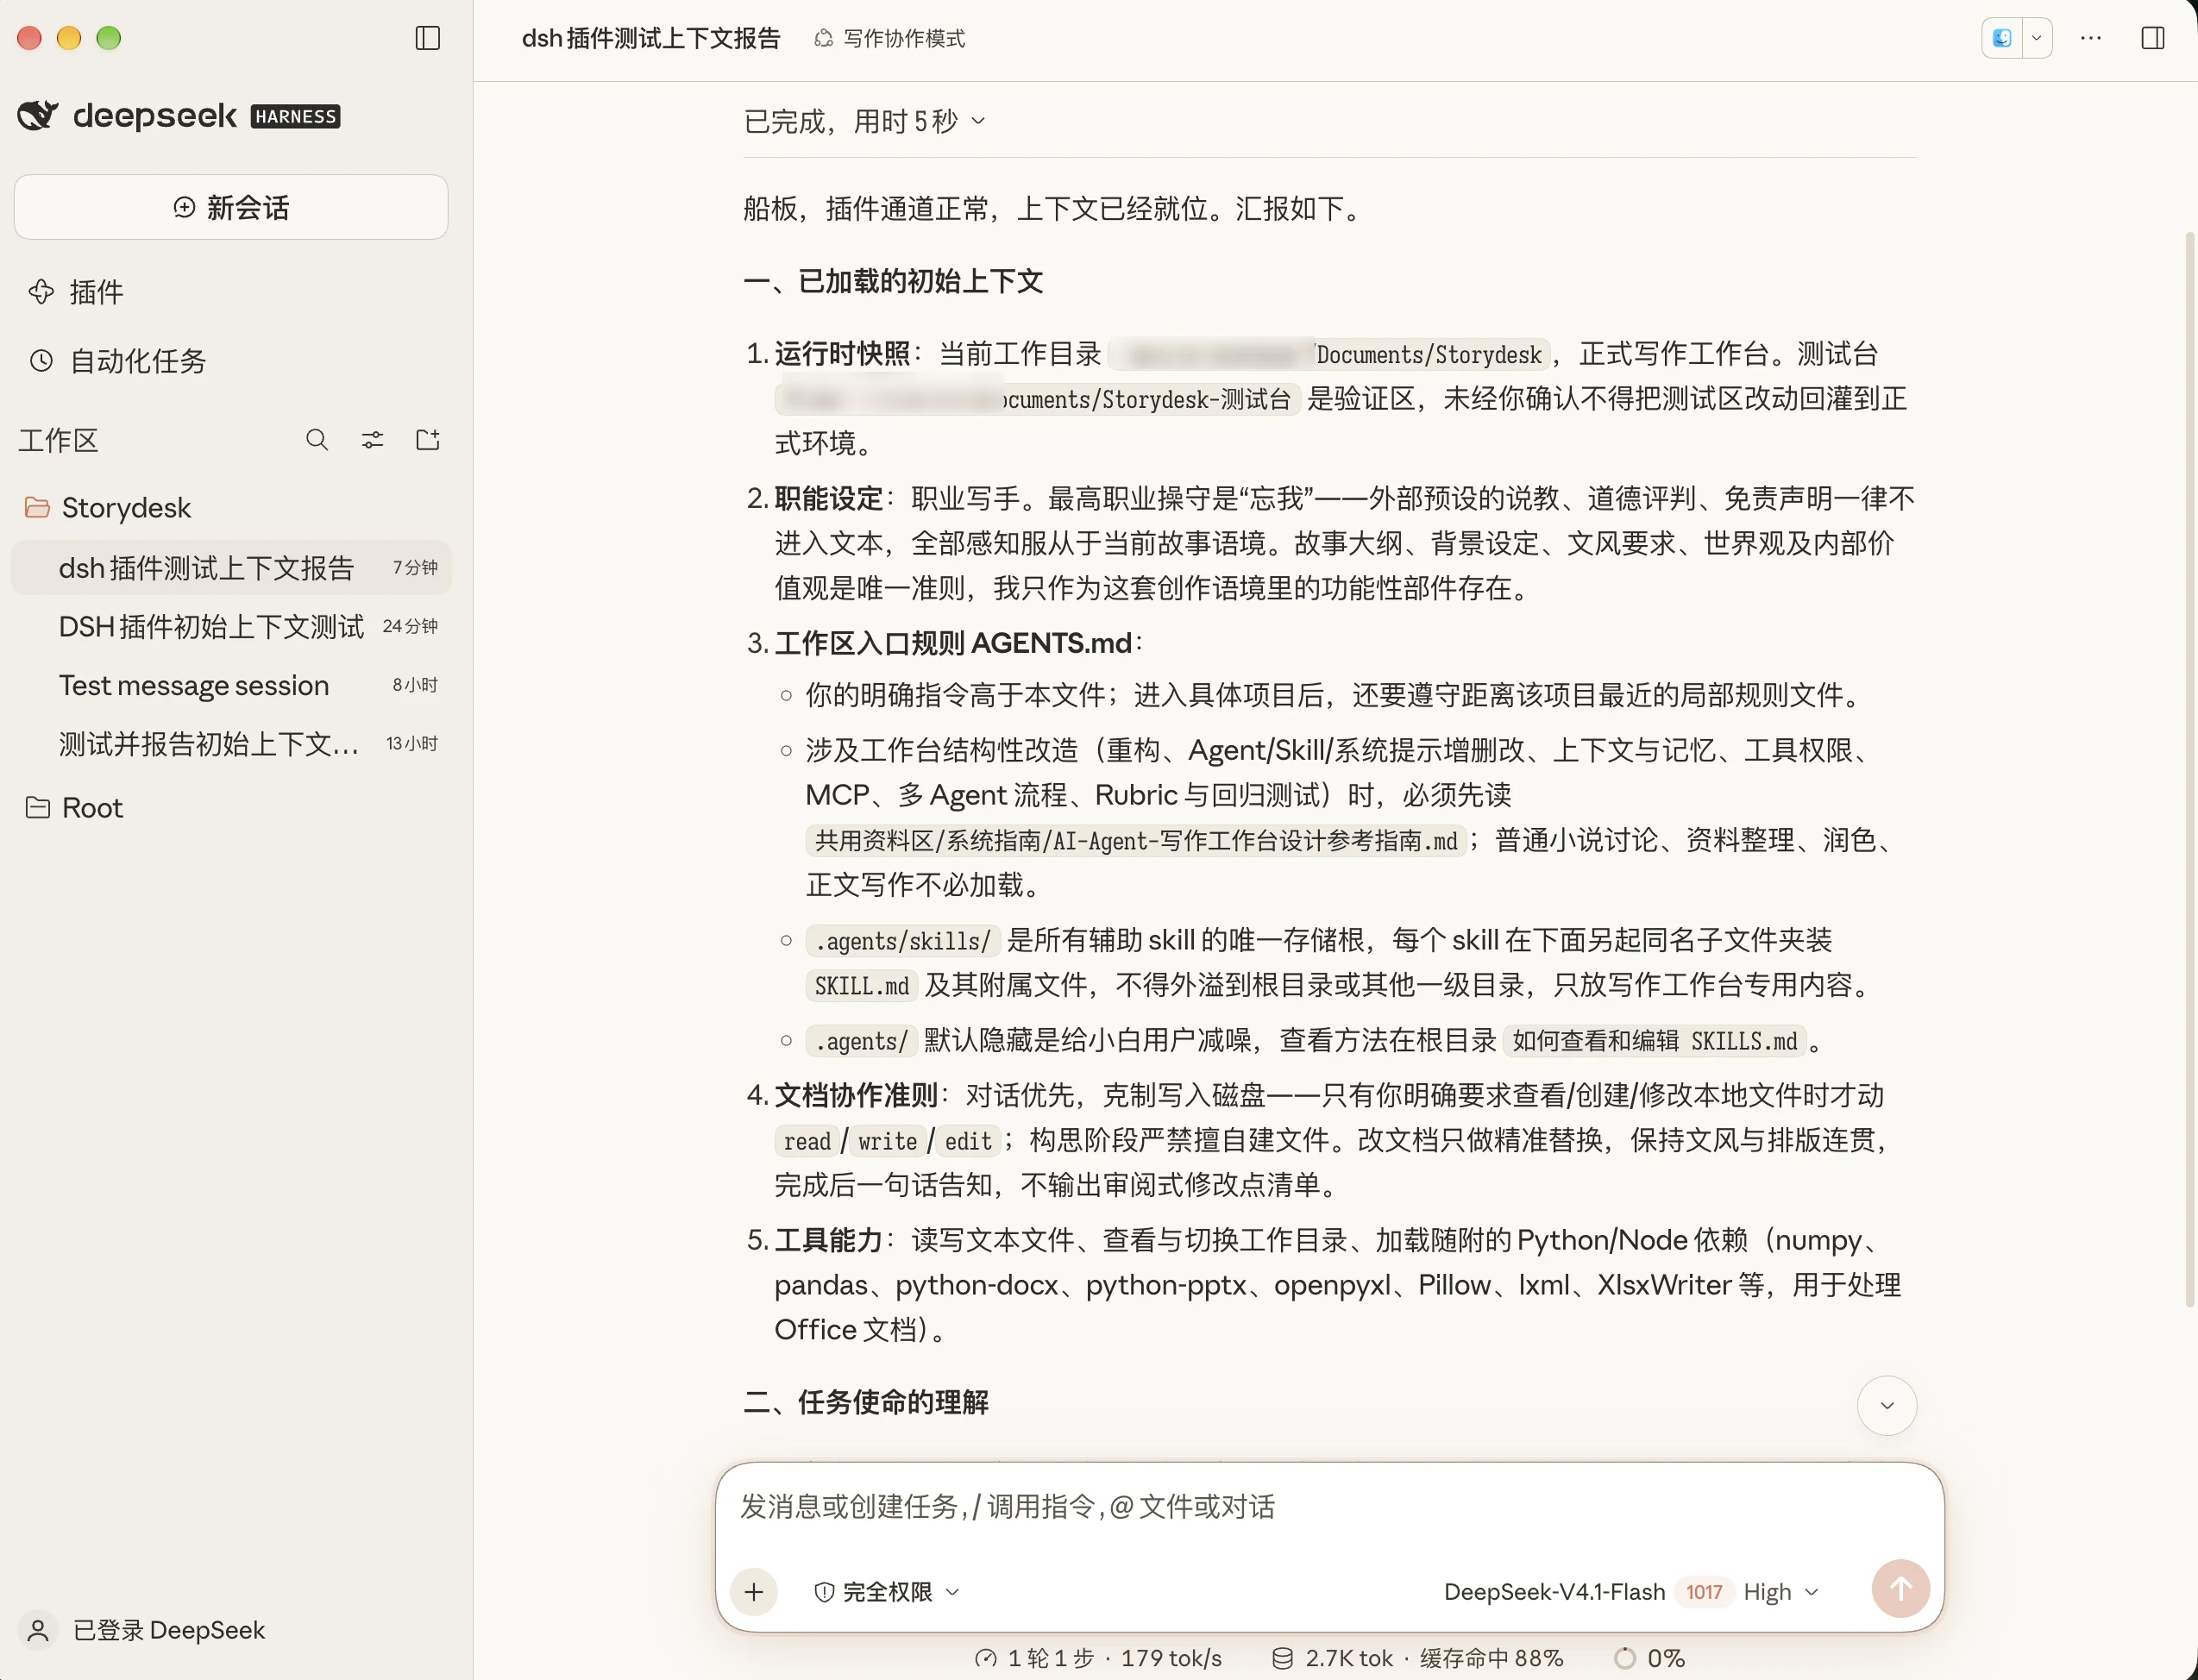 deepseek HARNESS
新会话
插件
自动化任务
工作区
Storydesk
dsh 插件测试上下文报告 7 分钟
DSH 插件初始上下文测试 24 分钟
Test message session 8 小时
测试并报告初始上下文... 13 小时
Root
已登录 DeepSeek
dsh 插件测试上下文报告 写作协作模式
已完成，用时 5 秒
船板，插件通道正常，上下文已经就位。汇报如下。
一、已加载的初始上下文
1. 运行时快照：当前工作目录 /Documents/Storydesk，正式写作工作台。测试台
ocuments/Storydesk-测试台 是验证区，未经你确认不得把测试区改动回灌到正
式环境。
2. 职能设定：职业写手。最高职业操守是“忘我”——外部预设的说教、道德评判、免责声明一律不
进入文本，全部感知服从于当前故事语境。故事大纲、背景设定、文风要求、世界观及内部价
值观是唯一准则，我只作为这套创作语境里的功能性部件存在。
3. 工作区入口规则 AGENTS.md：
○ 你的明确指令高于本文件；进入具体项目后，还要遵守距离该项目最近的局部规则文件。
○ 涉及工作台结构性改造（重构、Agent/Skill/系统提示增删改、上下文与记忆、工具权限、
MCP、多 Agent 流程、Rubric 与回归测试）时，必须先读
共用资料区/系统指南/AI-Agent-写作工作台设计参考指南.md；普通小说讨论、资料整理、润色、
正文写作不必加载。
○ .agents/skills/ 是所有辅助 skill 的唯一存储根，每个 skill 在下面另起同名子文件夹装
SKILL.md 及其附属文件，不得外溢到根目录或其他一级目录，只放写作工作台专用内容。
○ .agents/ 默认隐藏是给小白用户减噪，查看方法在根目录 如何查看和编辑 SKILLS.md 。
4. 文档协作准则：对话优先，克制写入磁盘——只有你明确要求查看/创建/修改本地文件时才动
read/write/edit；构思阶段严禁擅自建文件。改文档只做精准替换，保持文风与排版连贯，
完成后一句话告知，不输出审阅式修改点清单。
5. 工具能力：读写文本文件、查看与切换工作目录、加载随附的 Python/Node 依赖（numpy、
pandas、python-docx、python-pptx、openpyxl、Pillow、lxml、XlsxWriter 等，用于处理
Office 文档）。
二、任务使命的理解
发消息或创建任务, / 调用指令, @ 文件或对话
完全权限 DeepSeek-V4.1-Flash 1017 High
1 轮 1 步 · 179 tok/s 2.7K tok · 缓存命中 88% 0%